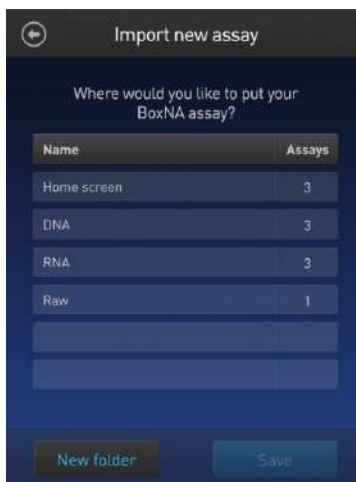 Import new assay
Where would you like to put your
BoxNA assay?
Name Assays
Home screen 3
DNA 3
RNA 3
Raw 1
New folder Save